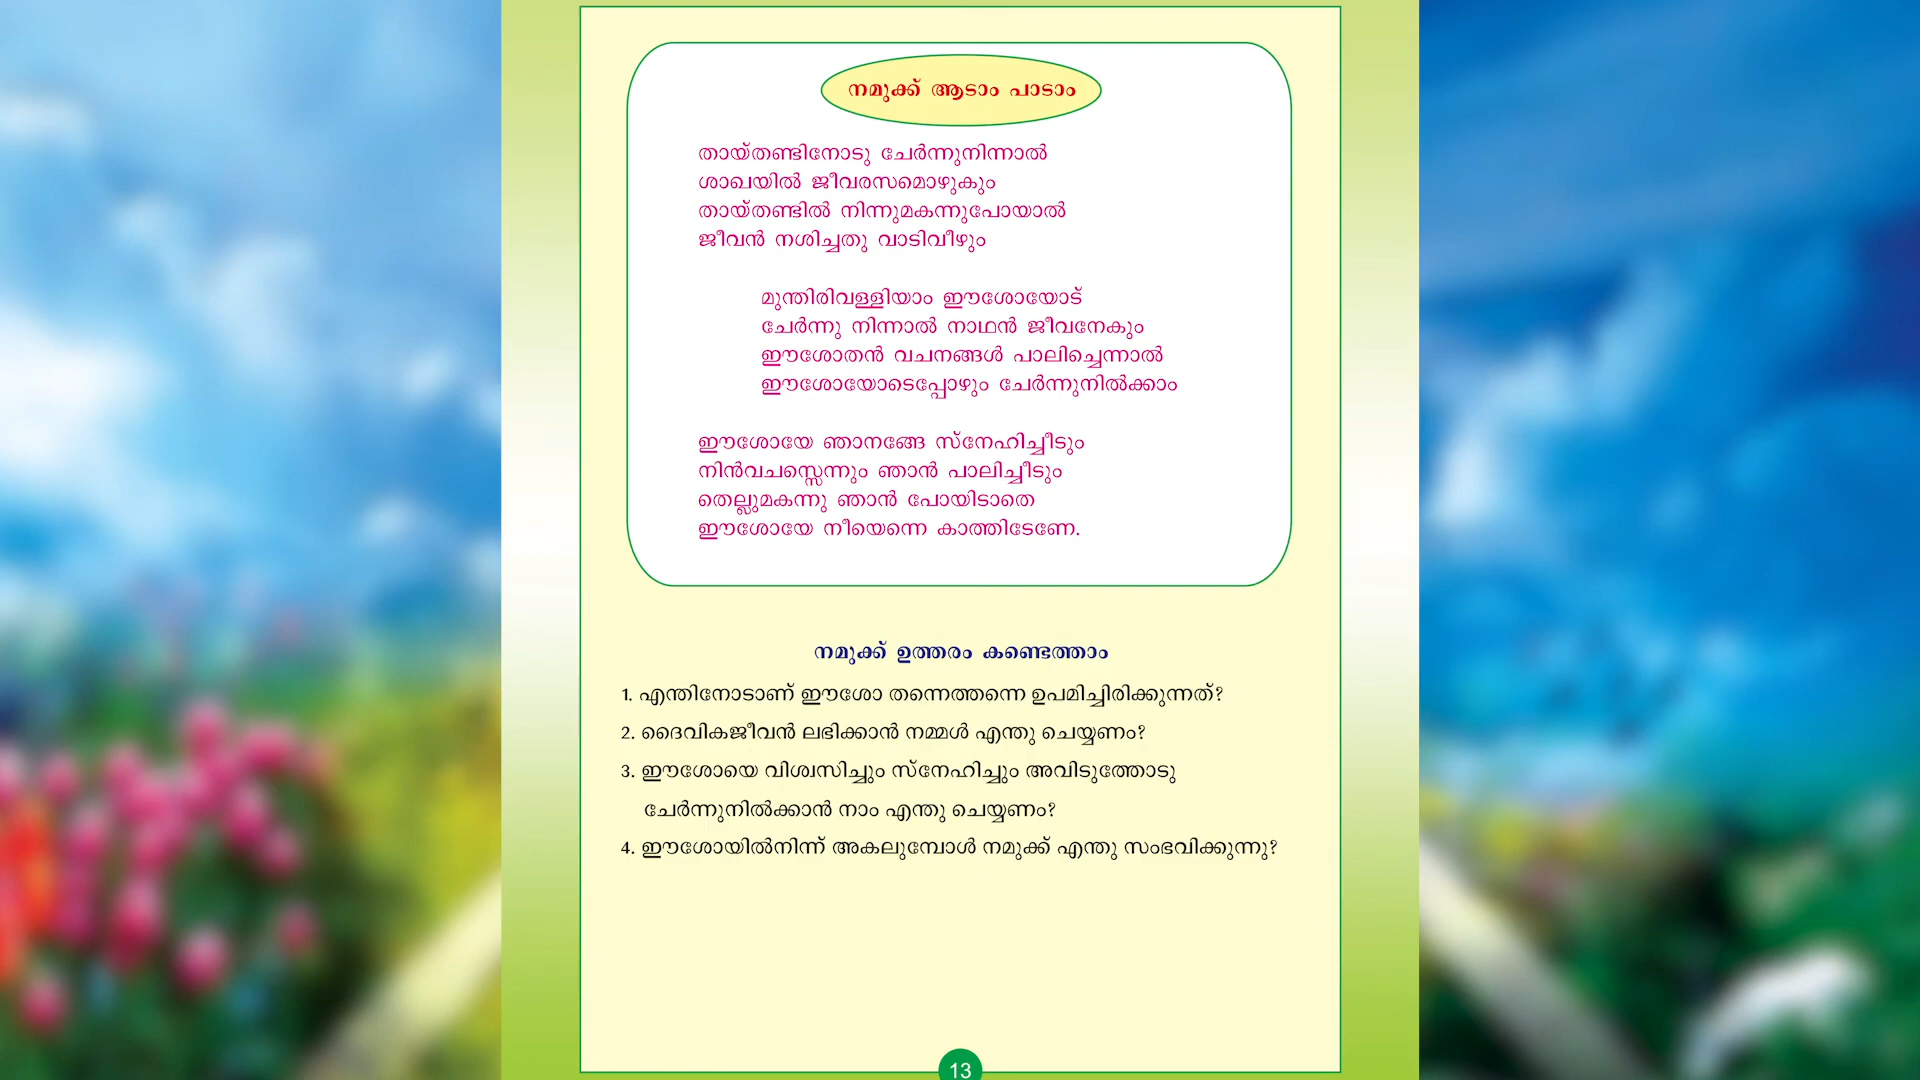 നമുക്ക് ആടാം പാടാം
തായ്തണ്ടിനോടു ചേർന്നുനിന്നാൽ
ശാഖയിൽ ജീവരസമൊഴുകും
തായ്തണ്ടിൽ നിന്നുമകന്നുപോയാൽ
ജീവൻ നശിച്ചതു വാടിവീഴും
മുന്തിരിവള്ളിയാം ഈശോയോട്
ചേർന്നു നിന്നാൽ നാഥൻ ജീവനേകും
ഈശോതൻ വചനങ്ങൾ പാലിച്ചെന്നാൽ
ഈശോയോടെപ്പോഴും ചേർന്നുനിൽക്കാം
ഈശോയേ ഞാനങ്ങേ സ്നേഹിച്ചീടും
നിൻവചസ്സെന്നും ഞാൻ പാലിച്ചീടും
തെല്ലുമകന്നു ഞാൻ പോയിടാതെ
ഈശോയേ നീയെന്നെ കാത്തിടേണേ.
നമുക്ക് ഉത്തരം കണ്ടെത്താം
1. എന്തിനോടാണ് ഈശോ തന്നെത്തന്നെ ഉപമിച്ചിരിക്കുന്നത്?
2. ദൈവികജീവൻ ലഭിക്കാൻ നമ്മൾ എന്തു ചെയ്യണം?
3. ഈശോയെ വിശ്വസിച്ചും സ്നേഹിച്ചും അവിടുത്തോടു
ചേർന്നുനിൽക്കാൻ നാം എന്തു ചെയ്യണം?
4. ഈശോയിൽനിന്ന് അകലുമ്പോൾ നമുക്ക് എന്തു സംഭവിക്കുന്നു?
13